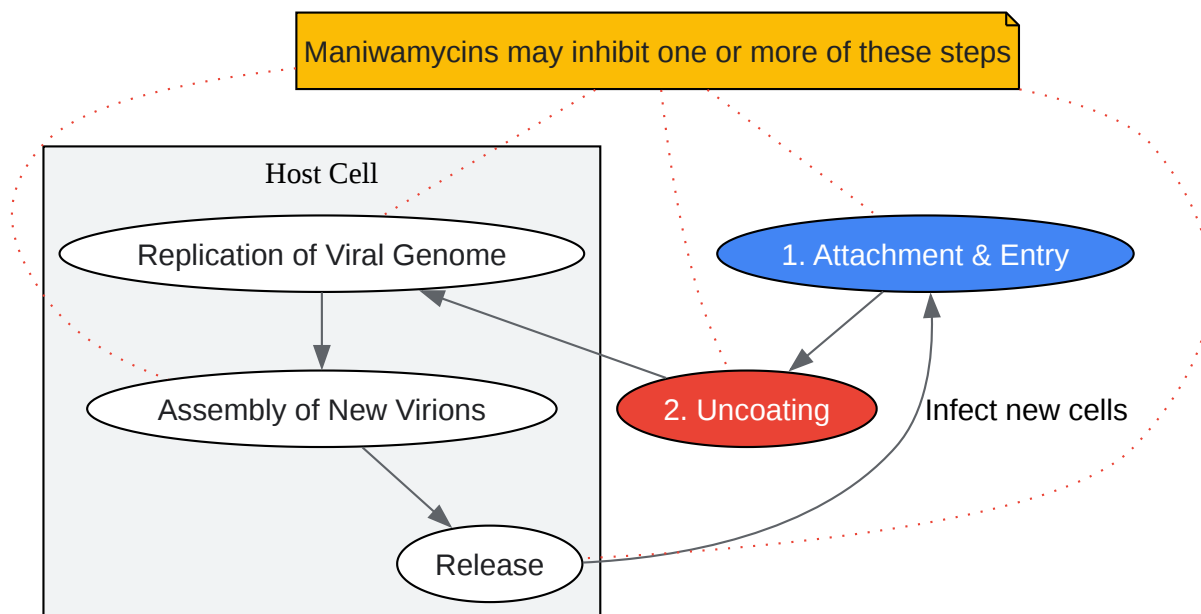 Maniwamycins may inhibit one or more of these steps
Host Cell
Replication of Viral Genome
1. Attachment & Entry
Assembly of New Virions
2. Uncoating
Infect new cells
Release